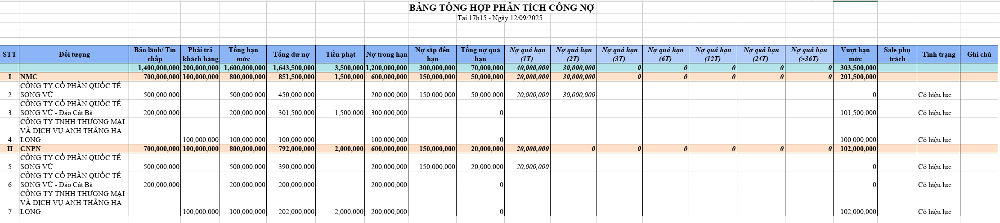 BẢNG TỔNG HỢP PHÂN TÍCH CÔNG NỢ
Tại 17h15 - Ngày 12/09/2025
STT Đối tượng Bảo lãnh/ Tín chấp Phải trả khách hàng Tổng hạn mức Tổng dư nợ Tiền phạt Nợ trong hạn Nợ sắp đến hạn Tổng nợ quá hạn Nợ quá hạn (1T) Nợ quá hạn (2T) Nợ quá hạn (3T) Nợ quá hạn (6T) Nợ quá hạn (12T) Nợ quá hạn (24T) Nợ quá hạn (>36T) Vượt hạn mức Sale phụ trách Tình trạng Ghi chú
1,400,000,000 200,000,000 1,600,000,000 1,643,500,000 3,500,000 1,200,000,000 300,000,000 70,000,000 40,000,000 30,000,000 0 0 0 0 0 303,500,000
I NMC 700,000,000 100,000,000 800,000,000 851,500,000 1,500,000 600,000,000 150,000,000 50,000,000 20,000,000 30,000,000 0 0 0 0 0 201,500,000
CÔNG TY CỔ PHẦN QUỐC TẾ
2 SONG VŨ 500,000,000 500,000,000 450,000,000 200,000,000 150,000,000 50,000,000 20,000,000 30,000,000 0 Có hiệu lực
CÔNG TY CỔ PHẦN QUỐC TẾ
3 SONG VŨ - Đảo Cát Bà 200,000,000 200,000,000 301,500,000 1,500,000 300,000,000 0 101,500,000 Có hiệu lực
CÔNG TY TNHH THƯƠNG MẠI
VÀ DỊCH VỤ ANH THẮNG HẠ
4 LONG 100,000,000 100,000,000 100,000,000 100,000,000 0 100,000,000 Có hiệu lực
II CNPN 700,000,000 100,000,000 800,000,000 792,000,000 2,000,000 600,000,000 150,000,000 20,000,000 20,000,000 0 0 0 0 0 0 102,000,000
CÔNG TY CỔ PHẦN QUỐC TẾ
5 SONG VŨ 500,000,000 500,000,000 390,000,000 200,000,000 150,000,000 20,000,000 20,000,000 0 Có hiệu lực
CÔNG TY CỔ PHẦN QUỐC TẾ
6 SONG VŨ - Đảo Cát Bà 200,000,000 200,000,000 200,000,000 200,000,000 0 0 Có hiệu lực
CÔNG TY TNHH THƯƠNG MẠI
VÀ DỊCH VỤ ANH THẮNG HẠ
7 LONG 100,000,000 100,000,000 202,000,000 2,000,000 200,000,000 0 102,000,000 Có hiệu lực